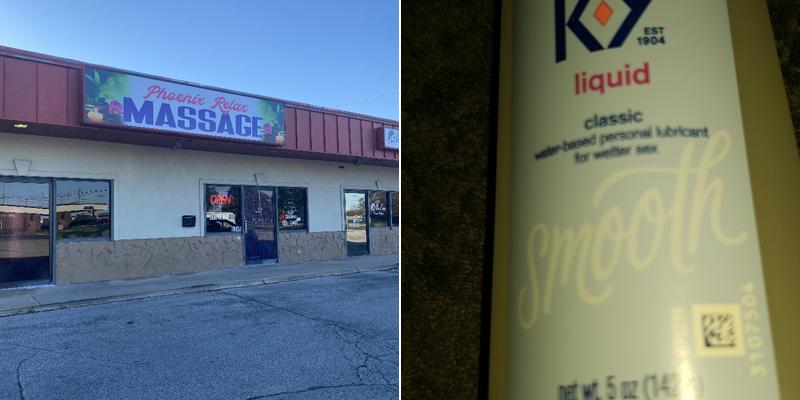 Phoenix Relax
MASSAGE
OPEN
KY
EST
1904
liquid
classic
water-based personal lubricant
for wetter sex
smooth
3107504
net wt. 5 oz (142